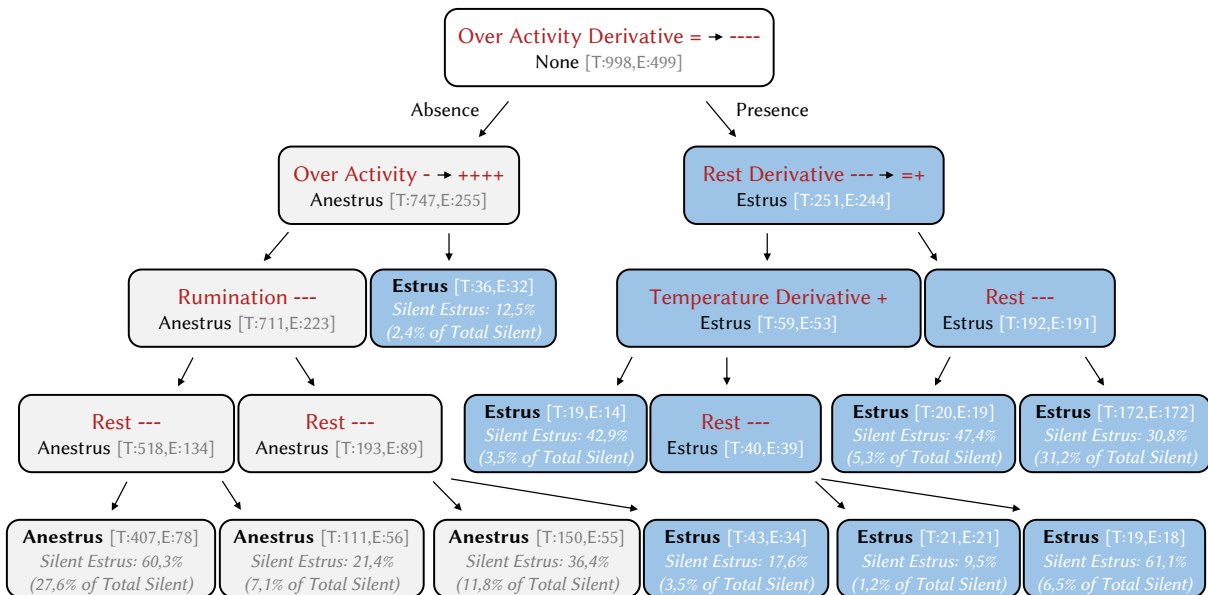 Over Activity Derivative = → ----
None [T:998,E:499]
Absence
Presence
Over Activity - → ++++
Anestrus [T:747,E:255]
Rest Derivative --- → =+
Estrus [T:251,E:244]
Rumination ---
Anestrus [T:711,E:223]
Estrus [T:36,E:32]
Silent Estrus: 12,5%
(2,4% of Total Silent)
Temperature Derivative +
Estrus [T:59,E:53]
Rest ---
Estrus [T:192,E:191]
Rest ---
Anestrus [T:518,E:134]
Rest ---
Anestrus [T:193,E:89]
Estrus [T:19,E:14]
Silent Estrus: 42,9%
(3,5% of Total Silent)
Rest ---
Estrus [T:40,E:39]
Estrus [T:20,E:19]
Silent Estrus: 47,4%
(5,3% of Total Silent)
Estrus [T:172,E:172]
Silent Estrus: 30,8%
(31,2% of Total Silent)
Anestrus [T:407,E:78]
Silent Estrus: 60,3%
(27,6% of Total Silent)
Anestrus [T:111,E:56]
Silent Estrus: 21,4%
(7,1% of Total Silent)
Anestrus [T:150,E:55]
Silent Estrus: 36,4%
(11,8% of Total Silent)
Estrus [T:43,E:34]
Silent Estrus: 17,6%
(3,5% of Total Silent)
Estrus [T:21,E:21]
Silent Estrus: 9,5%
(1,2% of Total Silent)
Estrus [T:19,E:18]
Silent Estrus: 61,1%
(6,5% of Total Silent)